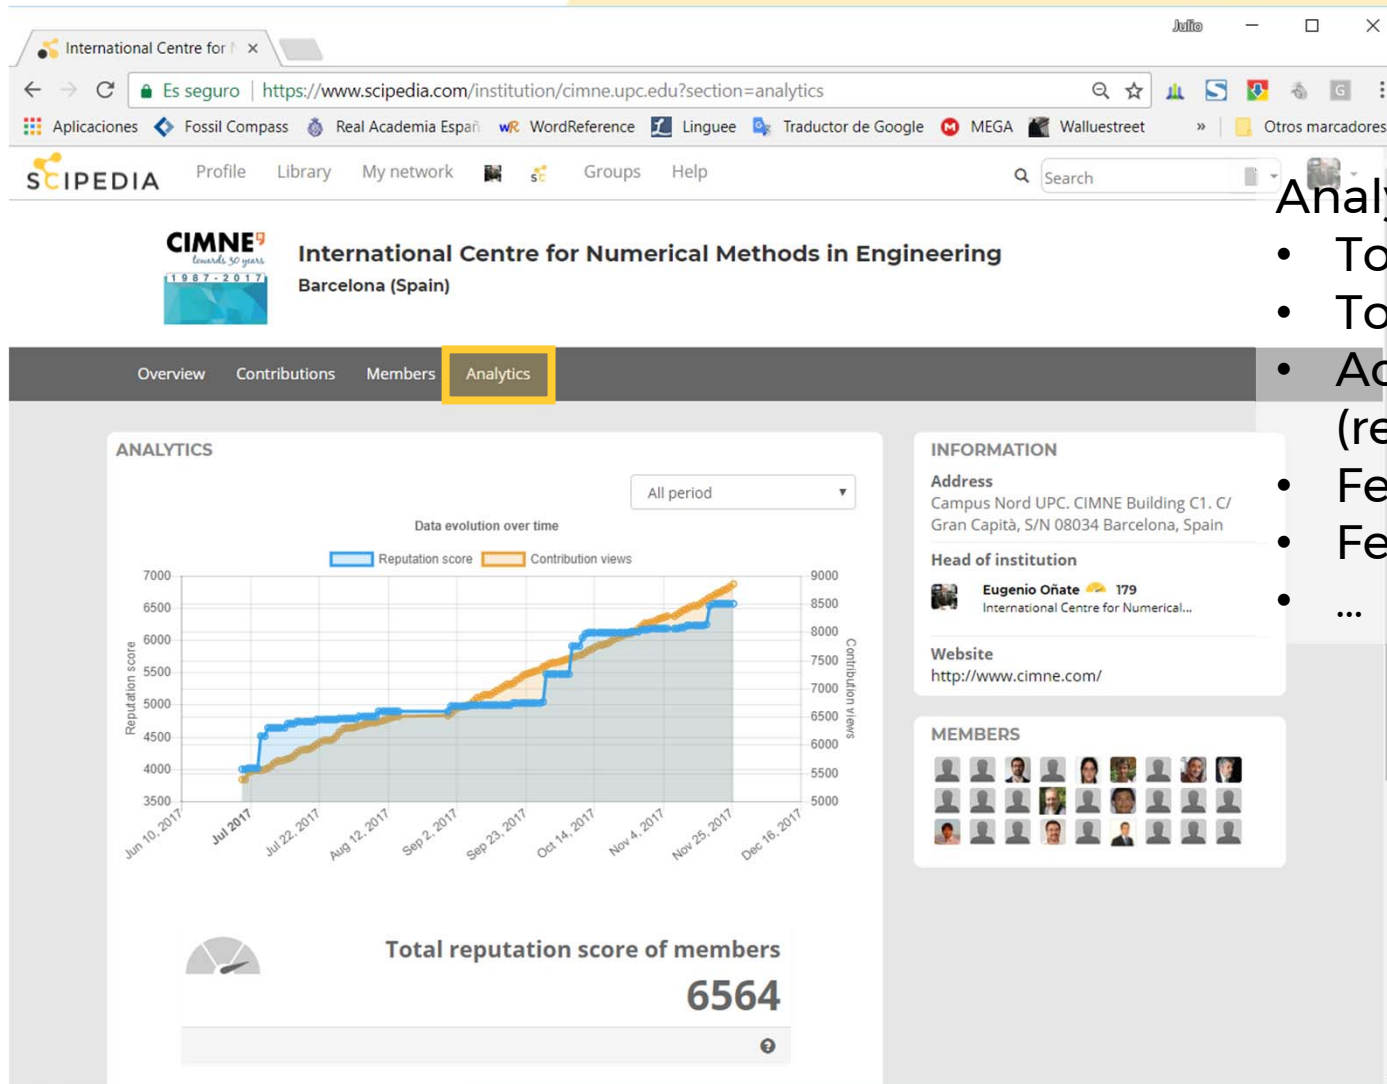 Julio
International Centre for N
Es seguro | https://www.scipedia.com/institution/cimne.upc.edu?section=analytics
Aplicaciones Fossil Compass Real Academia Españ WordReference Linguee Traductor de Google MEGA Walluestreet » Otros marcadores
SCIPEDIA Profile Library My network Groups Help Search
CIMNE
towards 30 years
1987-2017
International Centre for Numerical Methods in Engineering
Barcelona (Spain)
Overview Contributions Members Analytics
ANALYTICS
All period
Data evolution over time
Reputation score Contribution views
7000
6500
6000
5500
5000
4500
4000
3500
Reputation score
9000
8500
8000
7500
7000
6500
6000
5500
5000
Contribution views
Jun 10, 2017 Jul 2017 Jul 22, 2017 Aug 12, 2017 Sep 2, 2017 Sep 23, 2017 Oct 14, 2017 Nov 4, 2017 Nov 25, 2017 Dec 16, 2017
Total reputation score of members
6564
INFORMATION
Address
Campus Nord UPC. CIMNE Building C1. C/
Gran Capità, S/N 08034 Barcelona, Spain
Head of institution
Eugenio Oñate 179
International Centre for Numerical...
Website
http://www.cimne.com/
MEMBERS
• ...